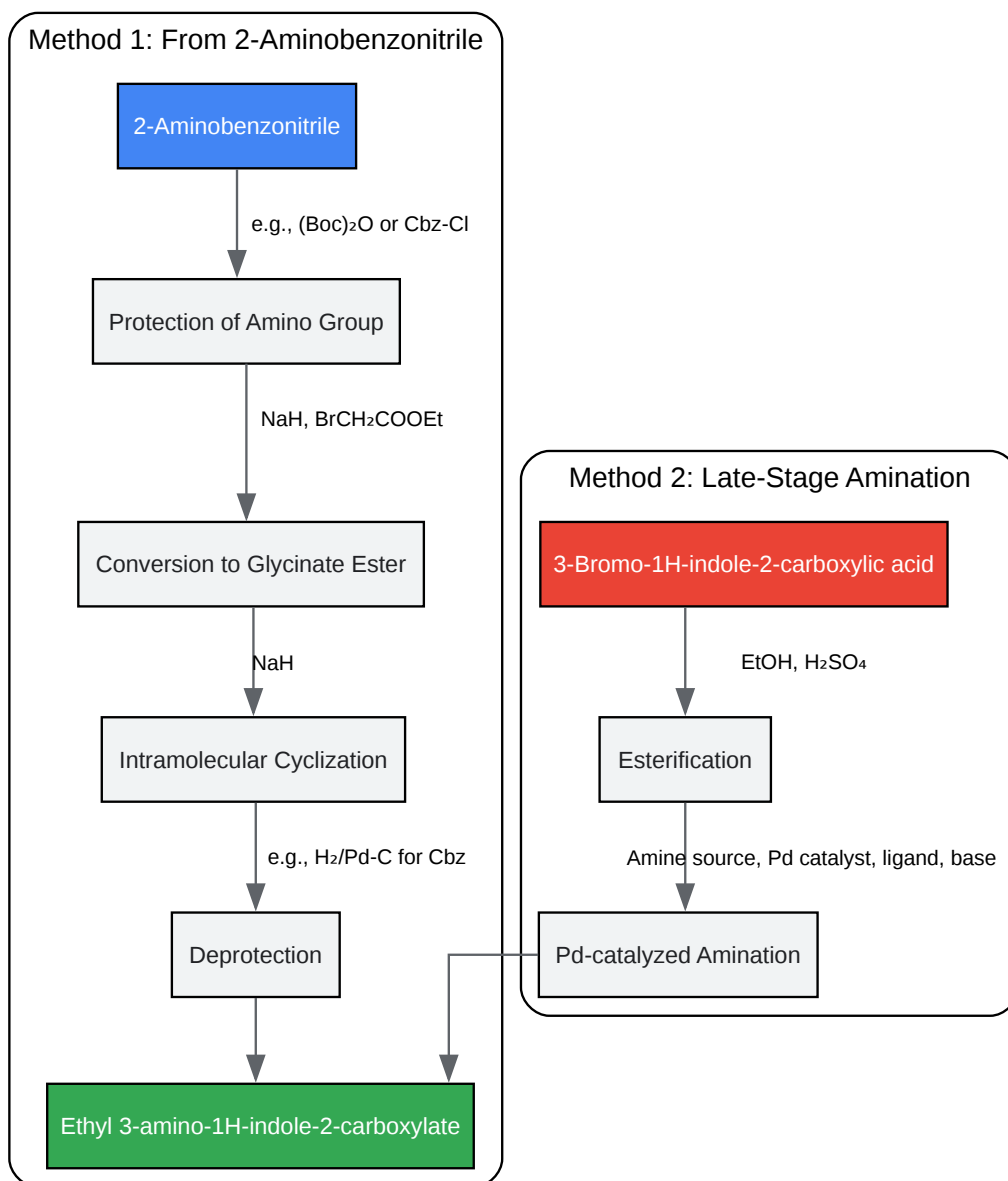 Method 1: From 2-Aminobenzonitrile
2-Aminobenzonitrile
e.g., (Boc)₂O or Cbz-Cl
Protection of Amino Group
NaH, BrCH₂COOEt
Conversion to Glycinate Ester
NaH
Intramolecular Cyclization
e.g., H₂/Pd-C for Cbz
Deprotection
Ethyl 3-amino-1H-indole-2-carboxylate
Method 2: Late-Stage Amination
3-Bromo-1H-indole-2-carboxylic acid
EtOH, H₂SO₄
Esterification
Amine source, Pd catalyst, ligand, base
Pd-catalyzed Amination